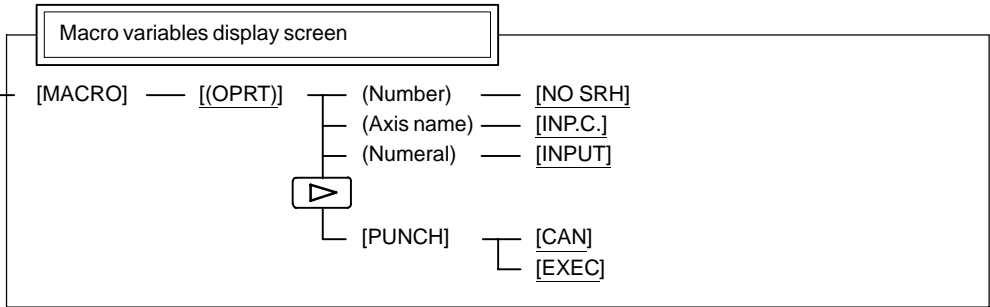 Macro variables display screen
[MACRO] [(OPRT)] (Number) [NO SRH]
(Axis name) [INP.C.]
(Numeral) [INPUT]
[PUNCH] [CAN]
[EXEC]